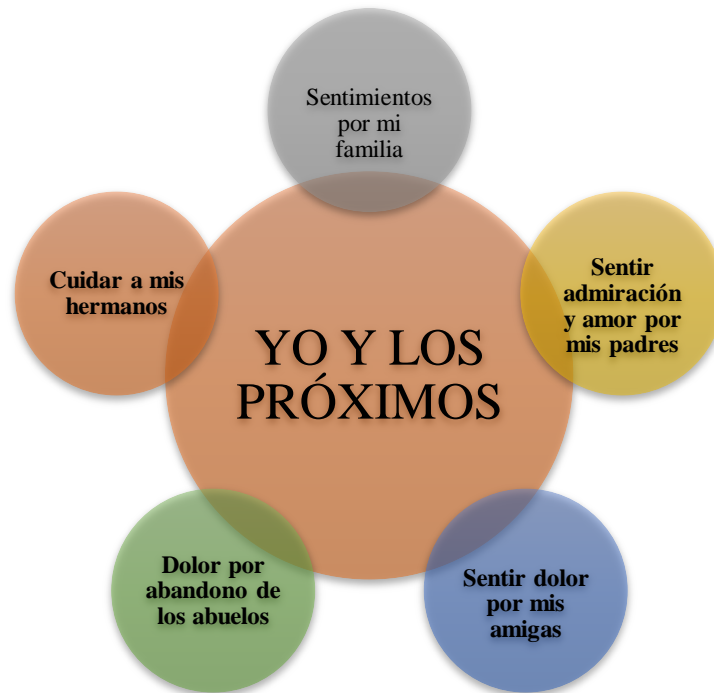 Sentimientos
por mi
familia
Sentir
admiración
y amor por
mis padres
Sentir dolor
por mis
amigas
Dolor por
abandono de
los abuelos
Cuidar a mis
hermanos
YO Y LOS
PRÓXIMOS